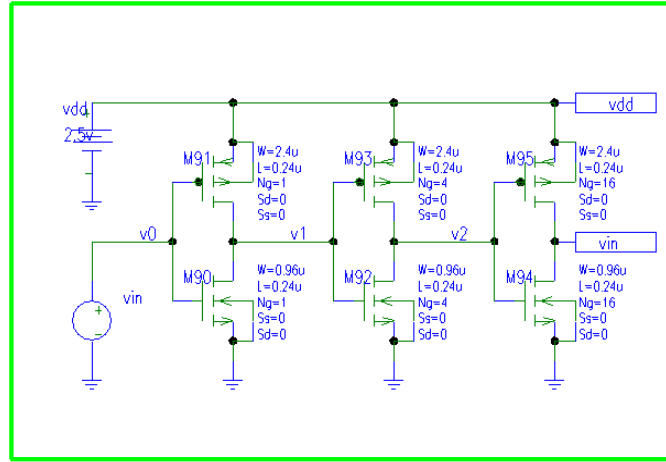 vdd
2.5v
vdd
M91
W=2.4u
L=0.24u
Ng=1
Sd=0
Ss=0
M93
W=2.4u
L=0.24u
Ng=4
Sd=0
Ss=0
M95
W=2.4u
L=0.24u
Ng=16
Sd=0
Ss=0
v0
v1
v2
vin
vin
M90
W=0.96u
L=0.24u
Ng=1
Ss=0
Sd=0
M92
W=0.96u
L=0.24u
Ng=4
Ss=0
Sd=0
M94
W=0.96u
L=0.24u
Ng=16
Ss=0
Sd=0